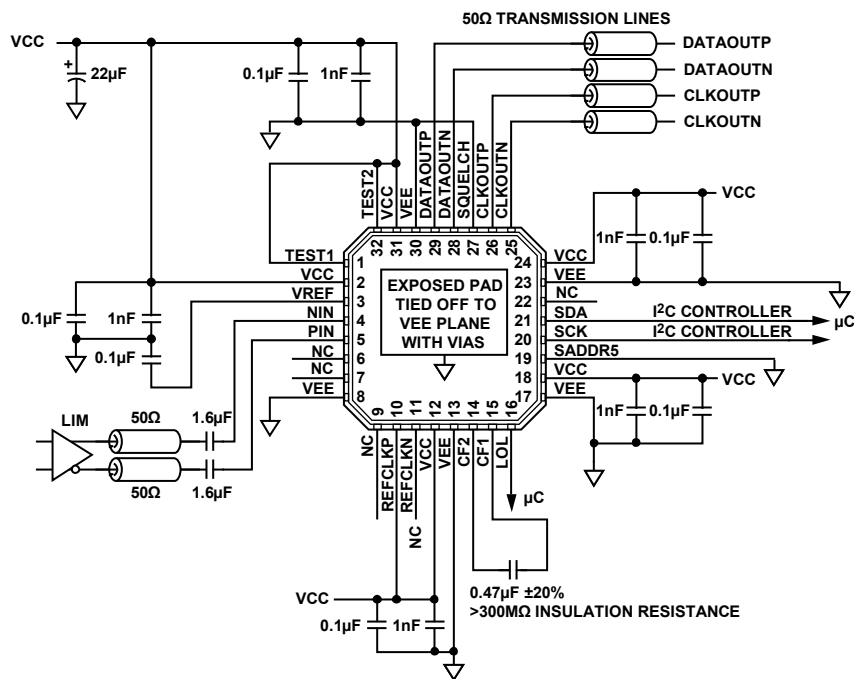 50Ω TRANSMISSION LINES
VCC
DATAOUTP
DATAOUTN
CLKOUTP
CLKOUTN
+
22µF
0.1µF
1nF
TEST2
VCC
VEE
DATAOUTP
DATAOUTN
SQUELCH
CLKOUTP
CLKOUTN
32
31
30
29
28
27
26
25
TEST1
1
VCC
2
VREF
3
NIN
4
PIN
5
NC
6
NC
7
VEE
8
0.1µF
1nF
0.1µF
EXPOSED PAD
TIED OFF TO
VEE PLANE
WITH VIAS
24
VCC
23
VEE
22
NC
21
SDA
I²C CONTROLLER
20
SCK
I²C CONTROLLER
µC
19
SADDR5
18
VCC
17
VEE
VCC
1nF
0.1µF
VCC
1nF
0.1µF
LIM
50Ω
1.6µF
50Ω
1.6µF
9
10
11
12
13
14
15
16
NC
REFCLKP
REFCLKN
VCC
VEE
CF2
CF1
LOL
NC
µC
VCC
0.1µF
1nF
0.47µF ±20%
>300MΩ INSULATION RESISTANCE